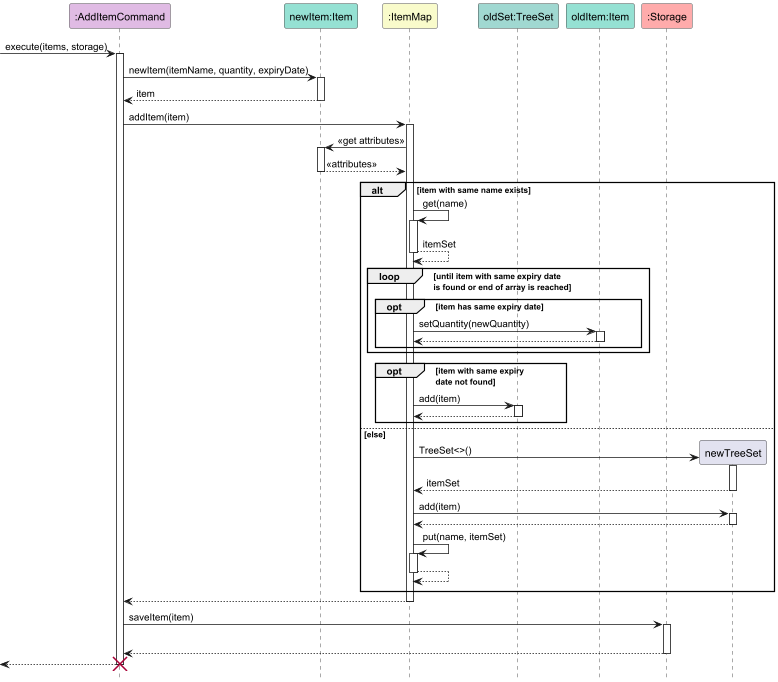 :AddItemCommand
newItem:Item
:ItemMap
oldSet:TreeSet
oldItem:Item
:Storage
execute(items, storage)
newItem(itemName, quantity, expiryDate)
item
addItem(item)
«get attributes»
«attributes»
alt
[item with same name exists]
get(name)
itemSet
loop
[until item with same expiry date
is found or end of array is reached]
opt
[item has same expiry date)
setQuantity(newQuantity)
opt
[item with same expiry
date not found]
add(item)
[else]
TreeSet<>()
newTreeSet
itemSet
add(item)
put(name, itemSet)
saveItem(item)